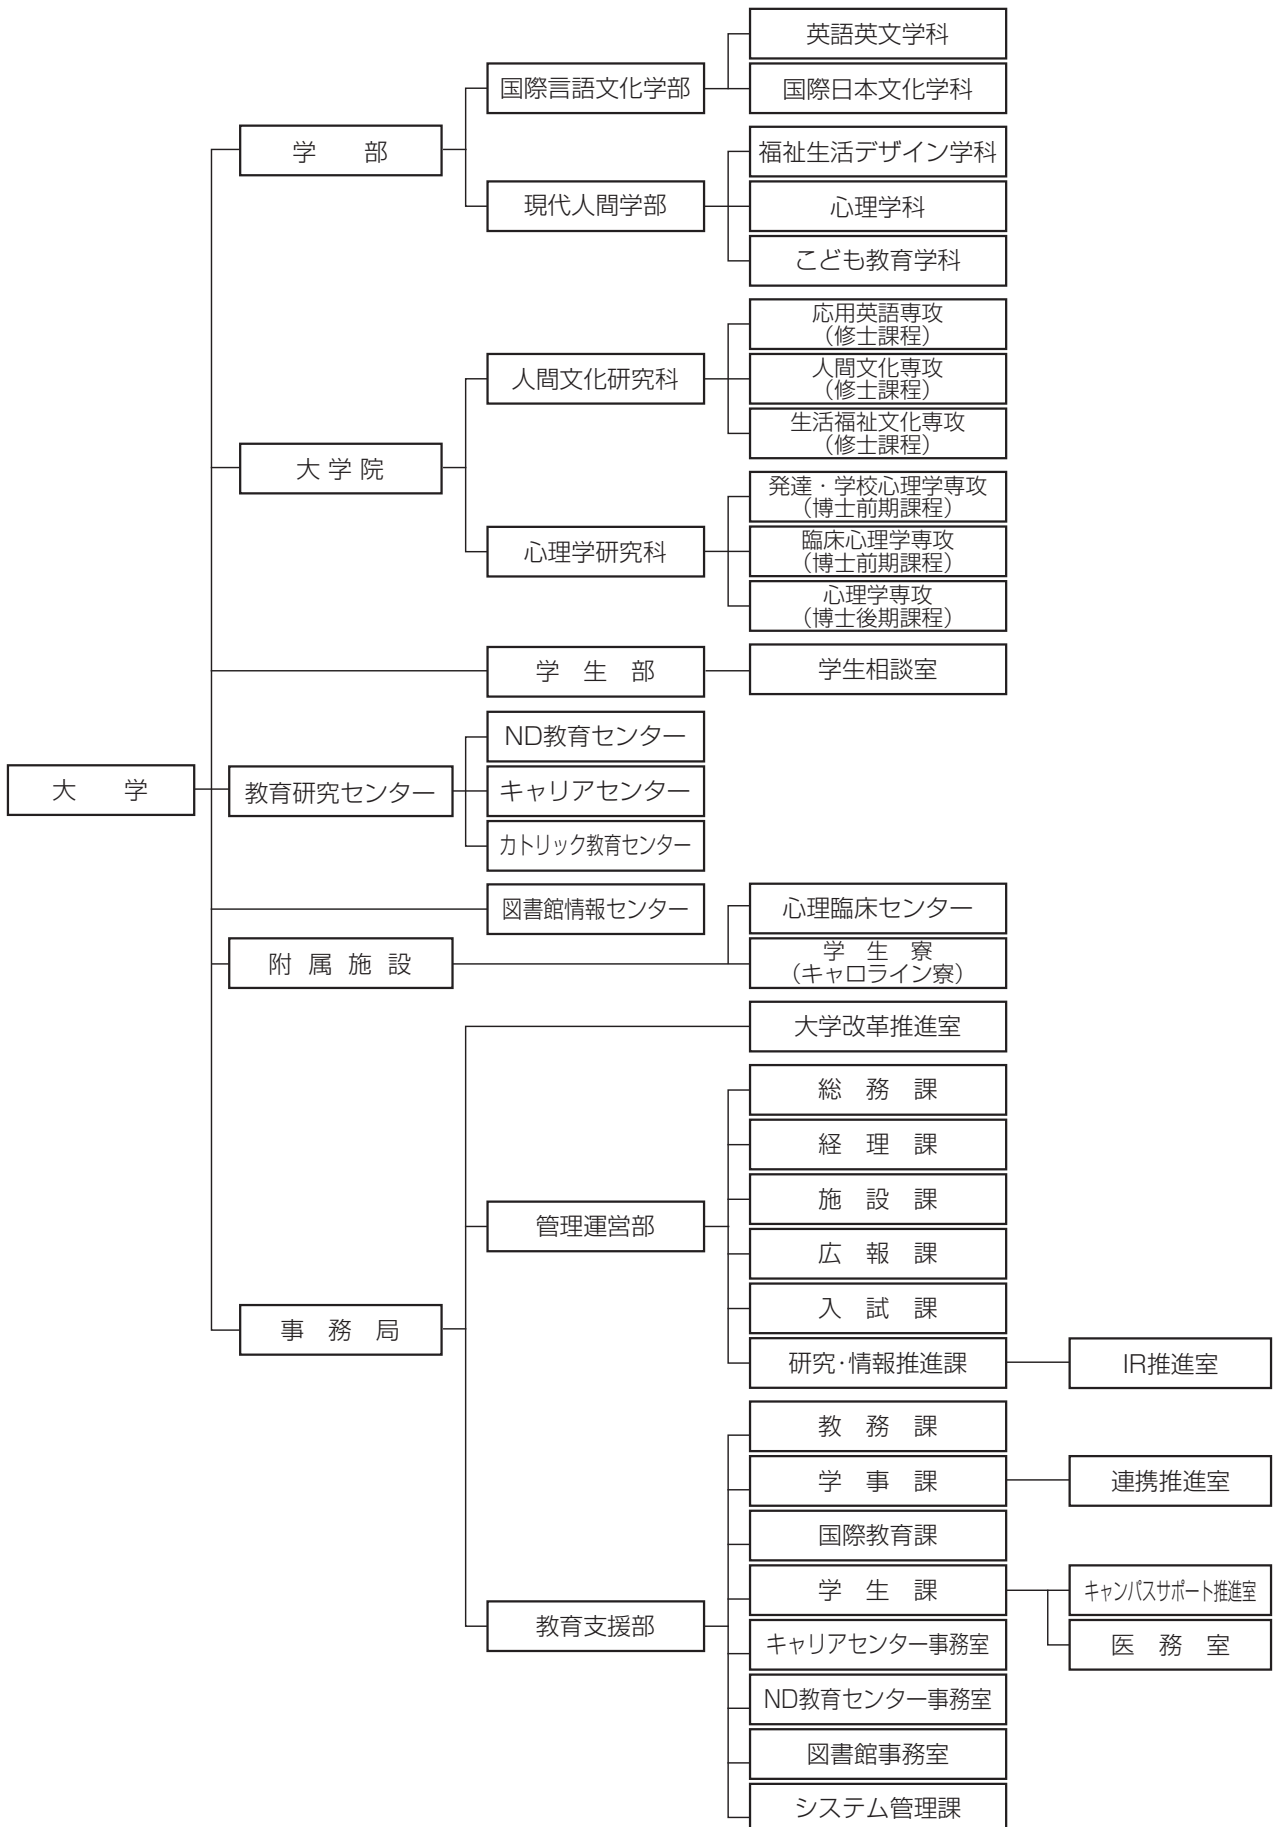 英語英文学科
国際言語文化学部
国際日本文化学科
学部
福祉生活デザイン学科
現代人間学部
心理学科
こども教育学科
応用英語専攻
（修士課程）
人間文化研究科
人間文化専攻
（修士課程）
生活福祉文化専攻
（修士課程）
大学院
発達・学校心理学専攻
（博士前期課程）
心理学研究科
臨床心理学専攻
（博士前期課程）
心理学専攻
（博士後期課程）
学生部
学生相談室
大学
教育研究センター
ND教育センター
キャリアセンター
カトリック教育センター
図書館情報センター
附属施設
心理臨床センター
学生寮
（キャロライン寮）
大学改革推進室
総務課
経理課
施設課
管理運営部
広報課
入試課
事務局
研究・情報推進課
IR推進室
教務課
学事課
連携推進室
国際教育課
学生課
キャンパスサポート推進室
医務室
教育支援部
キャリアセンター事務室
ND教育センター事務室
図書館事務室
システム管理課